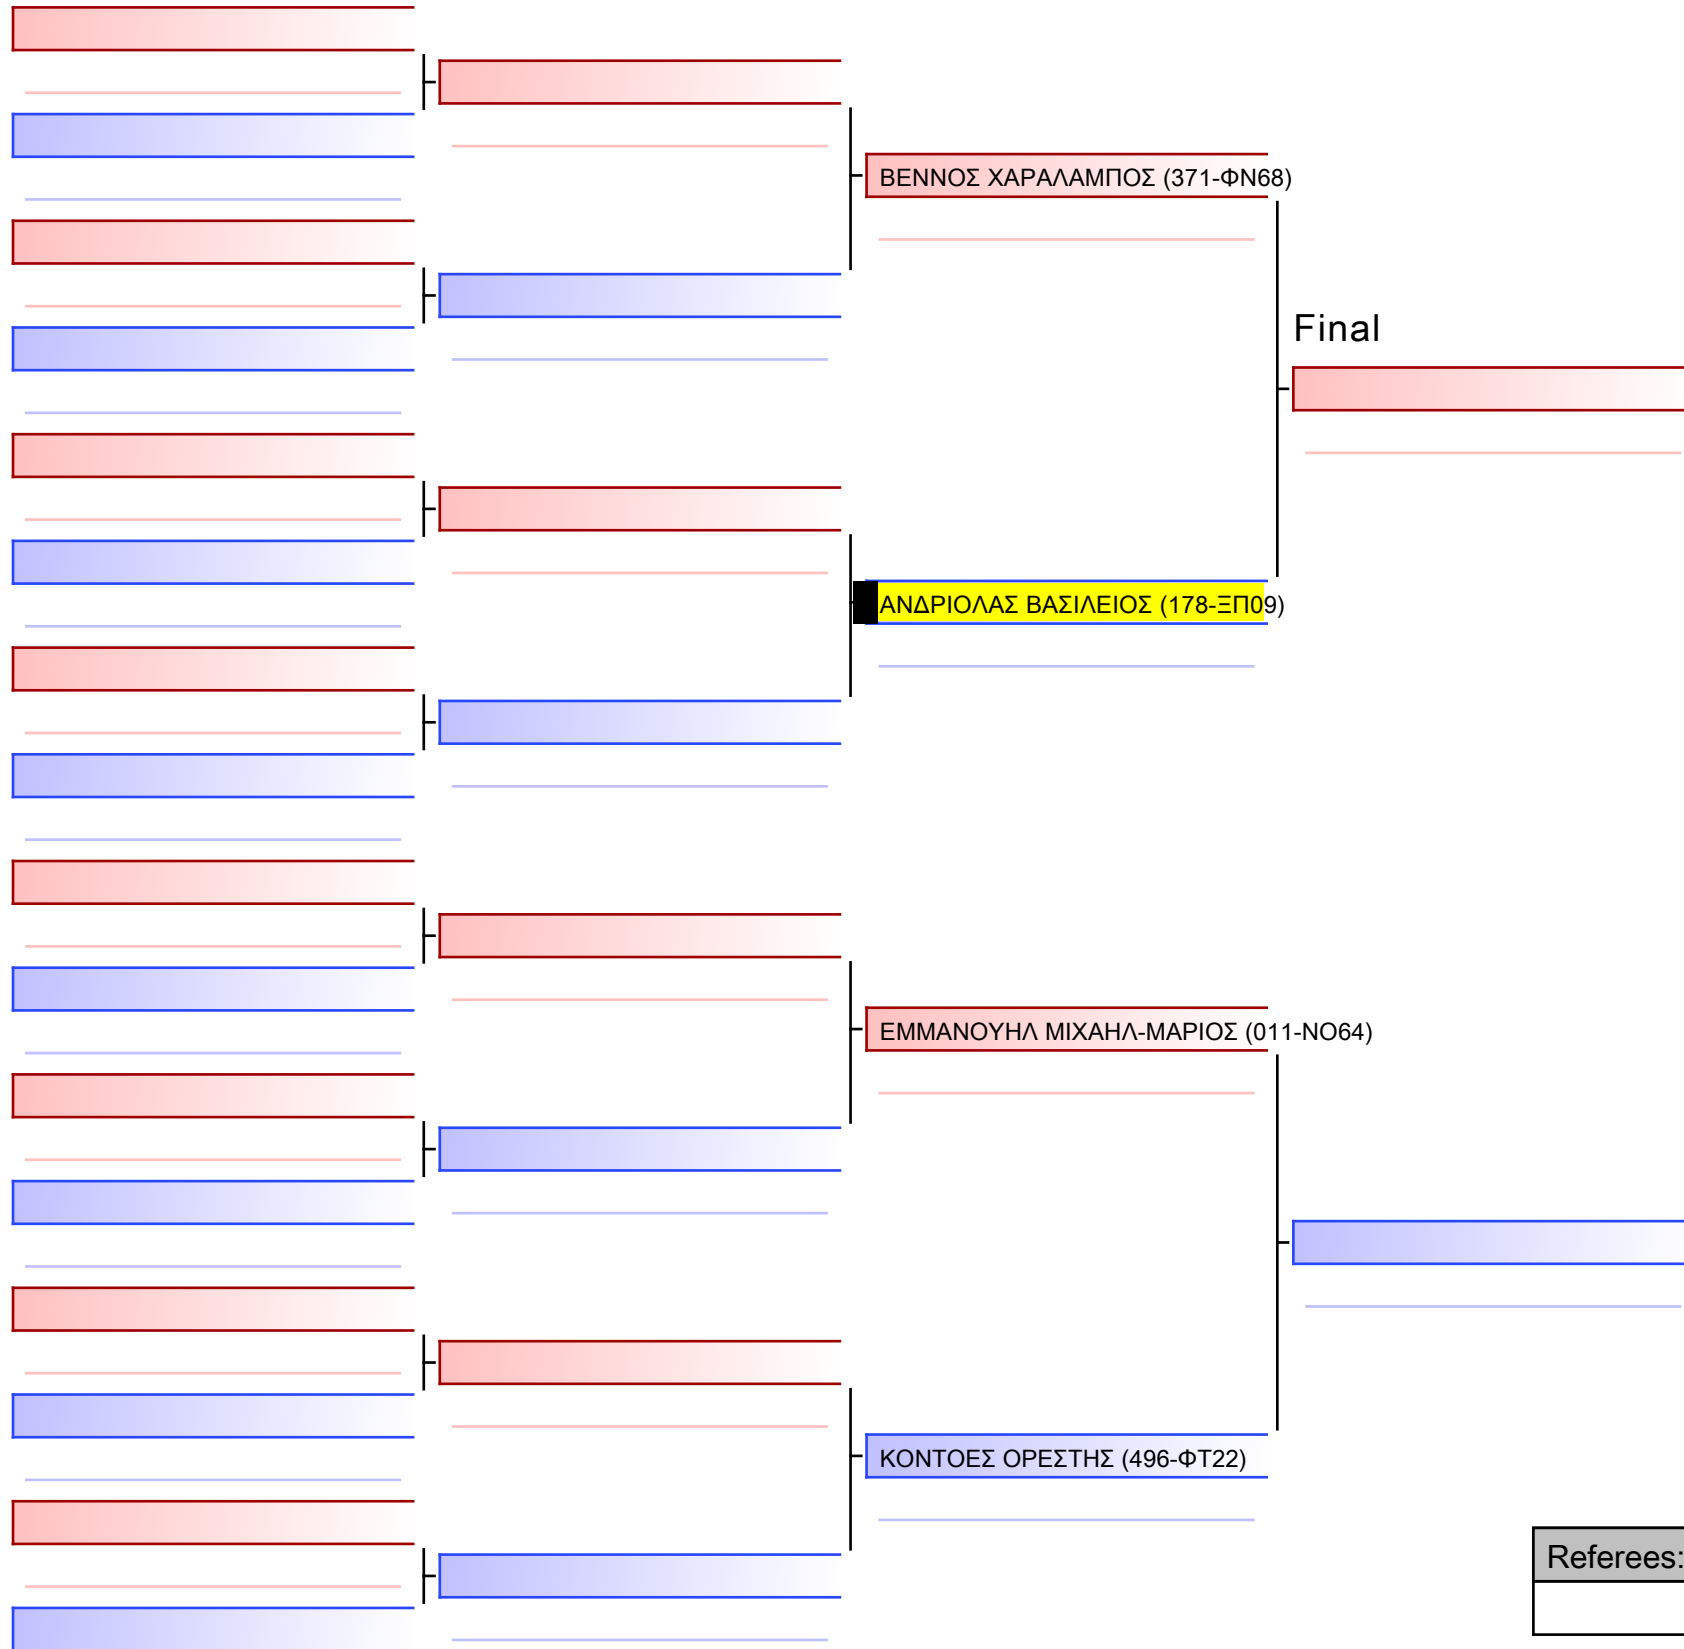 ΒΕΝΝΟΣ ΧΑΡΑΛΑΜΠΟΣ (371-ΦΝ68)
Final
ΑΝΔΡΙΟΛΑΣ ΒΑΣΙΛΕΙΟΣ (178-ΞΠ09)
ΕΜΜΑΝΟΥΗΛ ΜΙΧΑΗΛ-ΜΑΡΙΟΣ (011-ΝΟ64)
ΚΟΝΤΟΕΣ ΟΡΕΣΤΗΣ (496-ΦΤ22)
Referees: